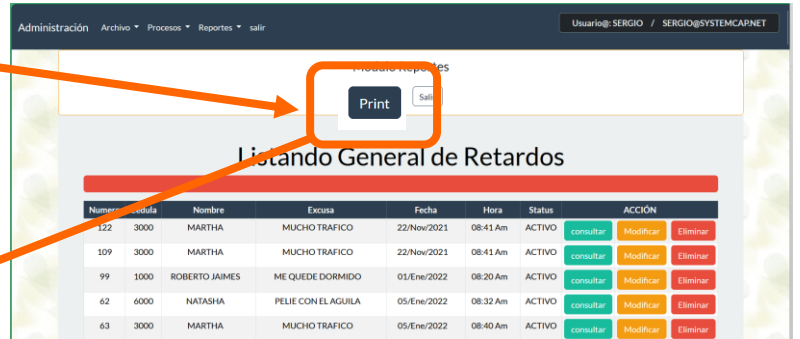 Administración Archivo Procesos Reportes salir Usuario@: SERGIO / SERGIO@SYSTEMCAP.NET
Reportes
Print
Listando General de Retardos
Numero Cedula Nombre Excusa Fecha Hora Status ACCIÓN
122 3000 MARTHA MUCHO TRAFICO 22/Nov/2021 08:41 Am ACTIVO consultar Modificar Eliminar
109 3000 MARTHA MUCHO TRAFICO 22/Nov/2021 08:41 Am ACTIVO consultar Modificar Eliminar
99 1000 ROBERTO JAIMES ME QUEDE DORMIDO 01/Ene/2022 08:20 Am ACTIVO consultar Modificar Eliminar
62 6000 NATASHA PELIE CON EL AGUILA 05/Ene/2022 08:32 Am ACTIVO consultar Modificar Eliminar
63 3000 MARTHA MUCHO TRAFICO 05/Ene/2022 08:40 Am ACTIVO consultar Modificar Eliminar